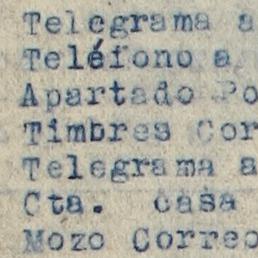 Telegrama a
Teléfono a
Apartado Po
Timbres Cor
Telegrama a
Cta. casa
Mozo Correo